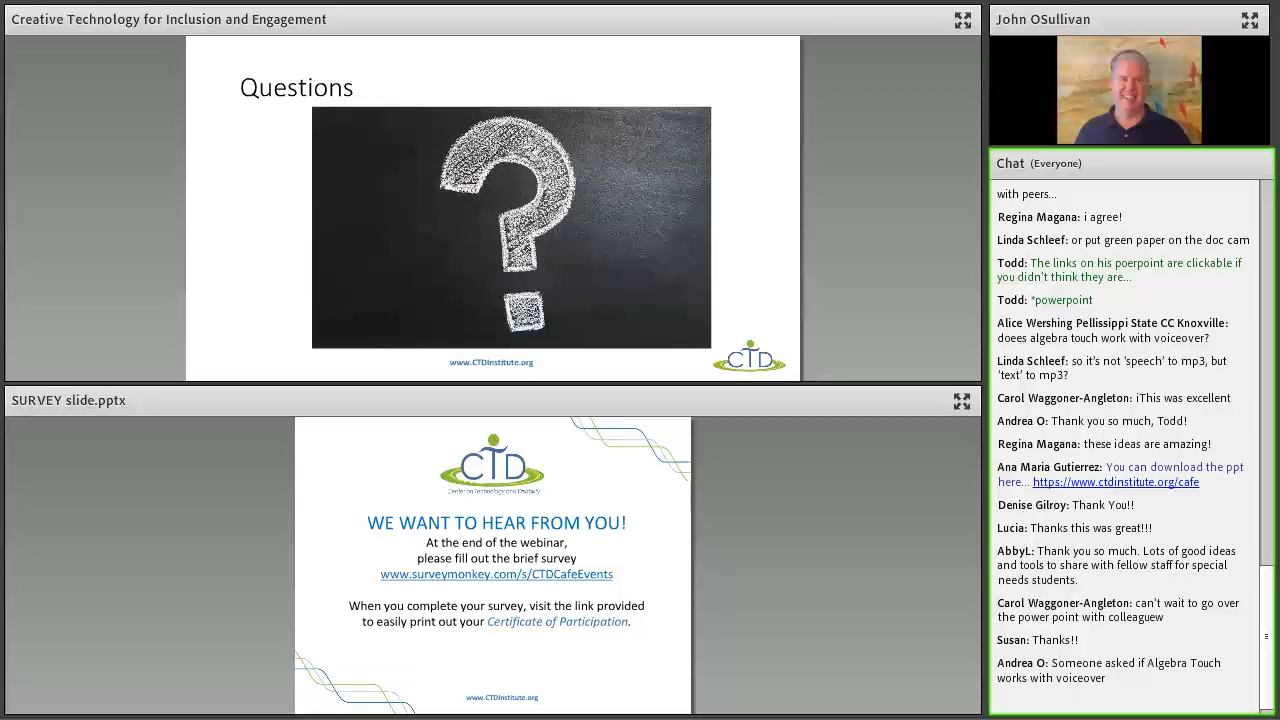 Creative Technology for Inclusion and Engagement
Questions
?
www.CTDInstitute.org
CTD
SURVEY slide.pptx
CTD
Center on Technology and Disability
WE WANT TO HEAR FROM YOU!
At the end of the webinar,
please fill out the brief survey
www.surveymonkey.com/s/CTDCafeEvents
When you complete your survey, visit the link provided
to easily print out your Certificate of Participation.
www.CTDInstitute.org
John OSullivan
Chat (Everyone)
with peers...
Regina Magana: i agree!
Linda Schleef: or put green paper on the doc cam
Todd: The links on his poerpoint are clickable if
you didn't think they are...
Todd: *powerpoint
Alice Wershing Pellissippi State CC Knoxville:
doees algebra touch work with voiceover?
Linda Schleef: so it's not 'speech' to mp3, but
'text' to mp3?
Carol Waggoner-Angleton: iThis was excellent
Andrea O: Thank you so much, Todd!
Regina Magana: these ideas are amazing!
Ana Maria Gutierrez: You can download the ppt
here... https://www.ctdinstitute.org/cafe
Denise Gilroy: Thank You!!
Lucia: Thanks this was great!!!
AbbyL: Thank you so much. Lots of good ideas
and tools to share with fellow staff for special
needs students.
Carol Waggoner-Angleton: can't wait to go over
the power point with colleaguew
Susan: Thanks!!
Andrea O: Someone asked if Algebra Touch
works with voiceover